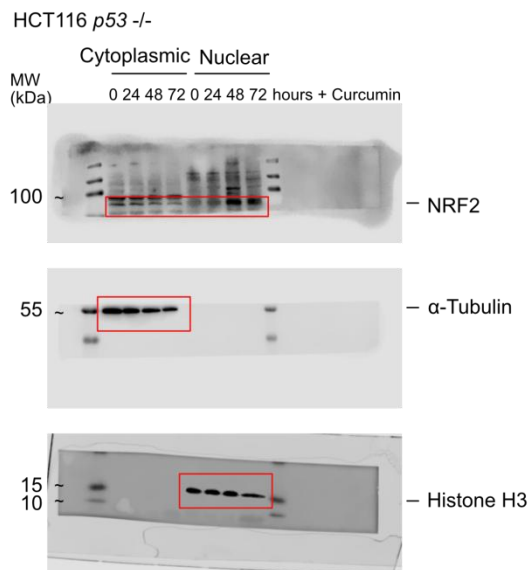 HCT116 p53 -/-
Cytoplasmic Nuclear
MW
(kDa)
0 24 48 72 0 24 48 72 hours + Curcumin
100 ~
– NRF2
55 ~
– α-Tubulin
15 ~
10 ~
– Histone H3